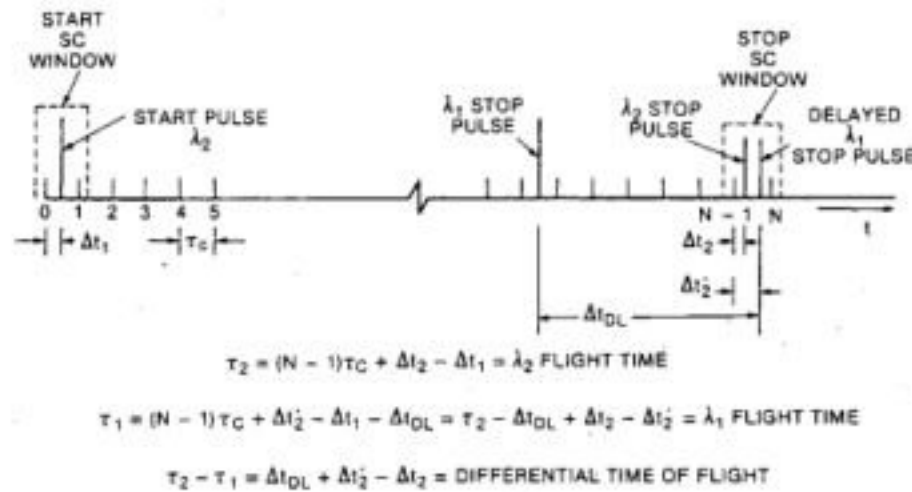 START
SC
WINDOW
START PULSE
λ₂
λ₁ STOP
PULSE
λ₂ STOP
PULSE
STOP
SC
WINDOW
DELAYED
λ₁
STOP PULSE
0 1 2 3 4 5
N - 1 N
t
Δt₁
τC
Δt₂
Δt₂′
ΔtDL
τ₂ = (N − 1)τC + Δt₂ − Δt₁ = λ₂ FLIGHT TIME
τ₁ = (N − 1) τC + Δt₂′ − Δt₁ − ΔtDL = τ₂ − ΔtDL + Δt₂ − Δt₂′ = λ₁ FLIGHT TIME
τ₂ − τ₁ = ΔtDL + Δt₂′ − Δt₂ = DIFFERENTIAL TIME OF FLIGHT